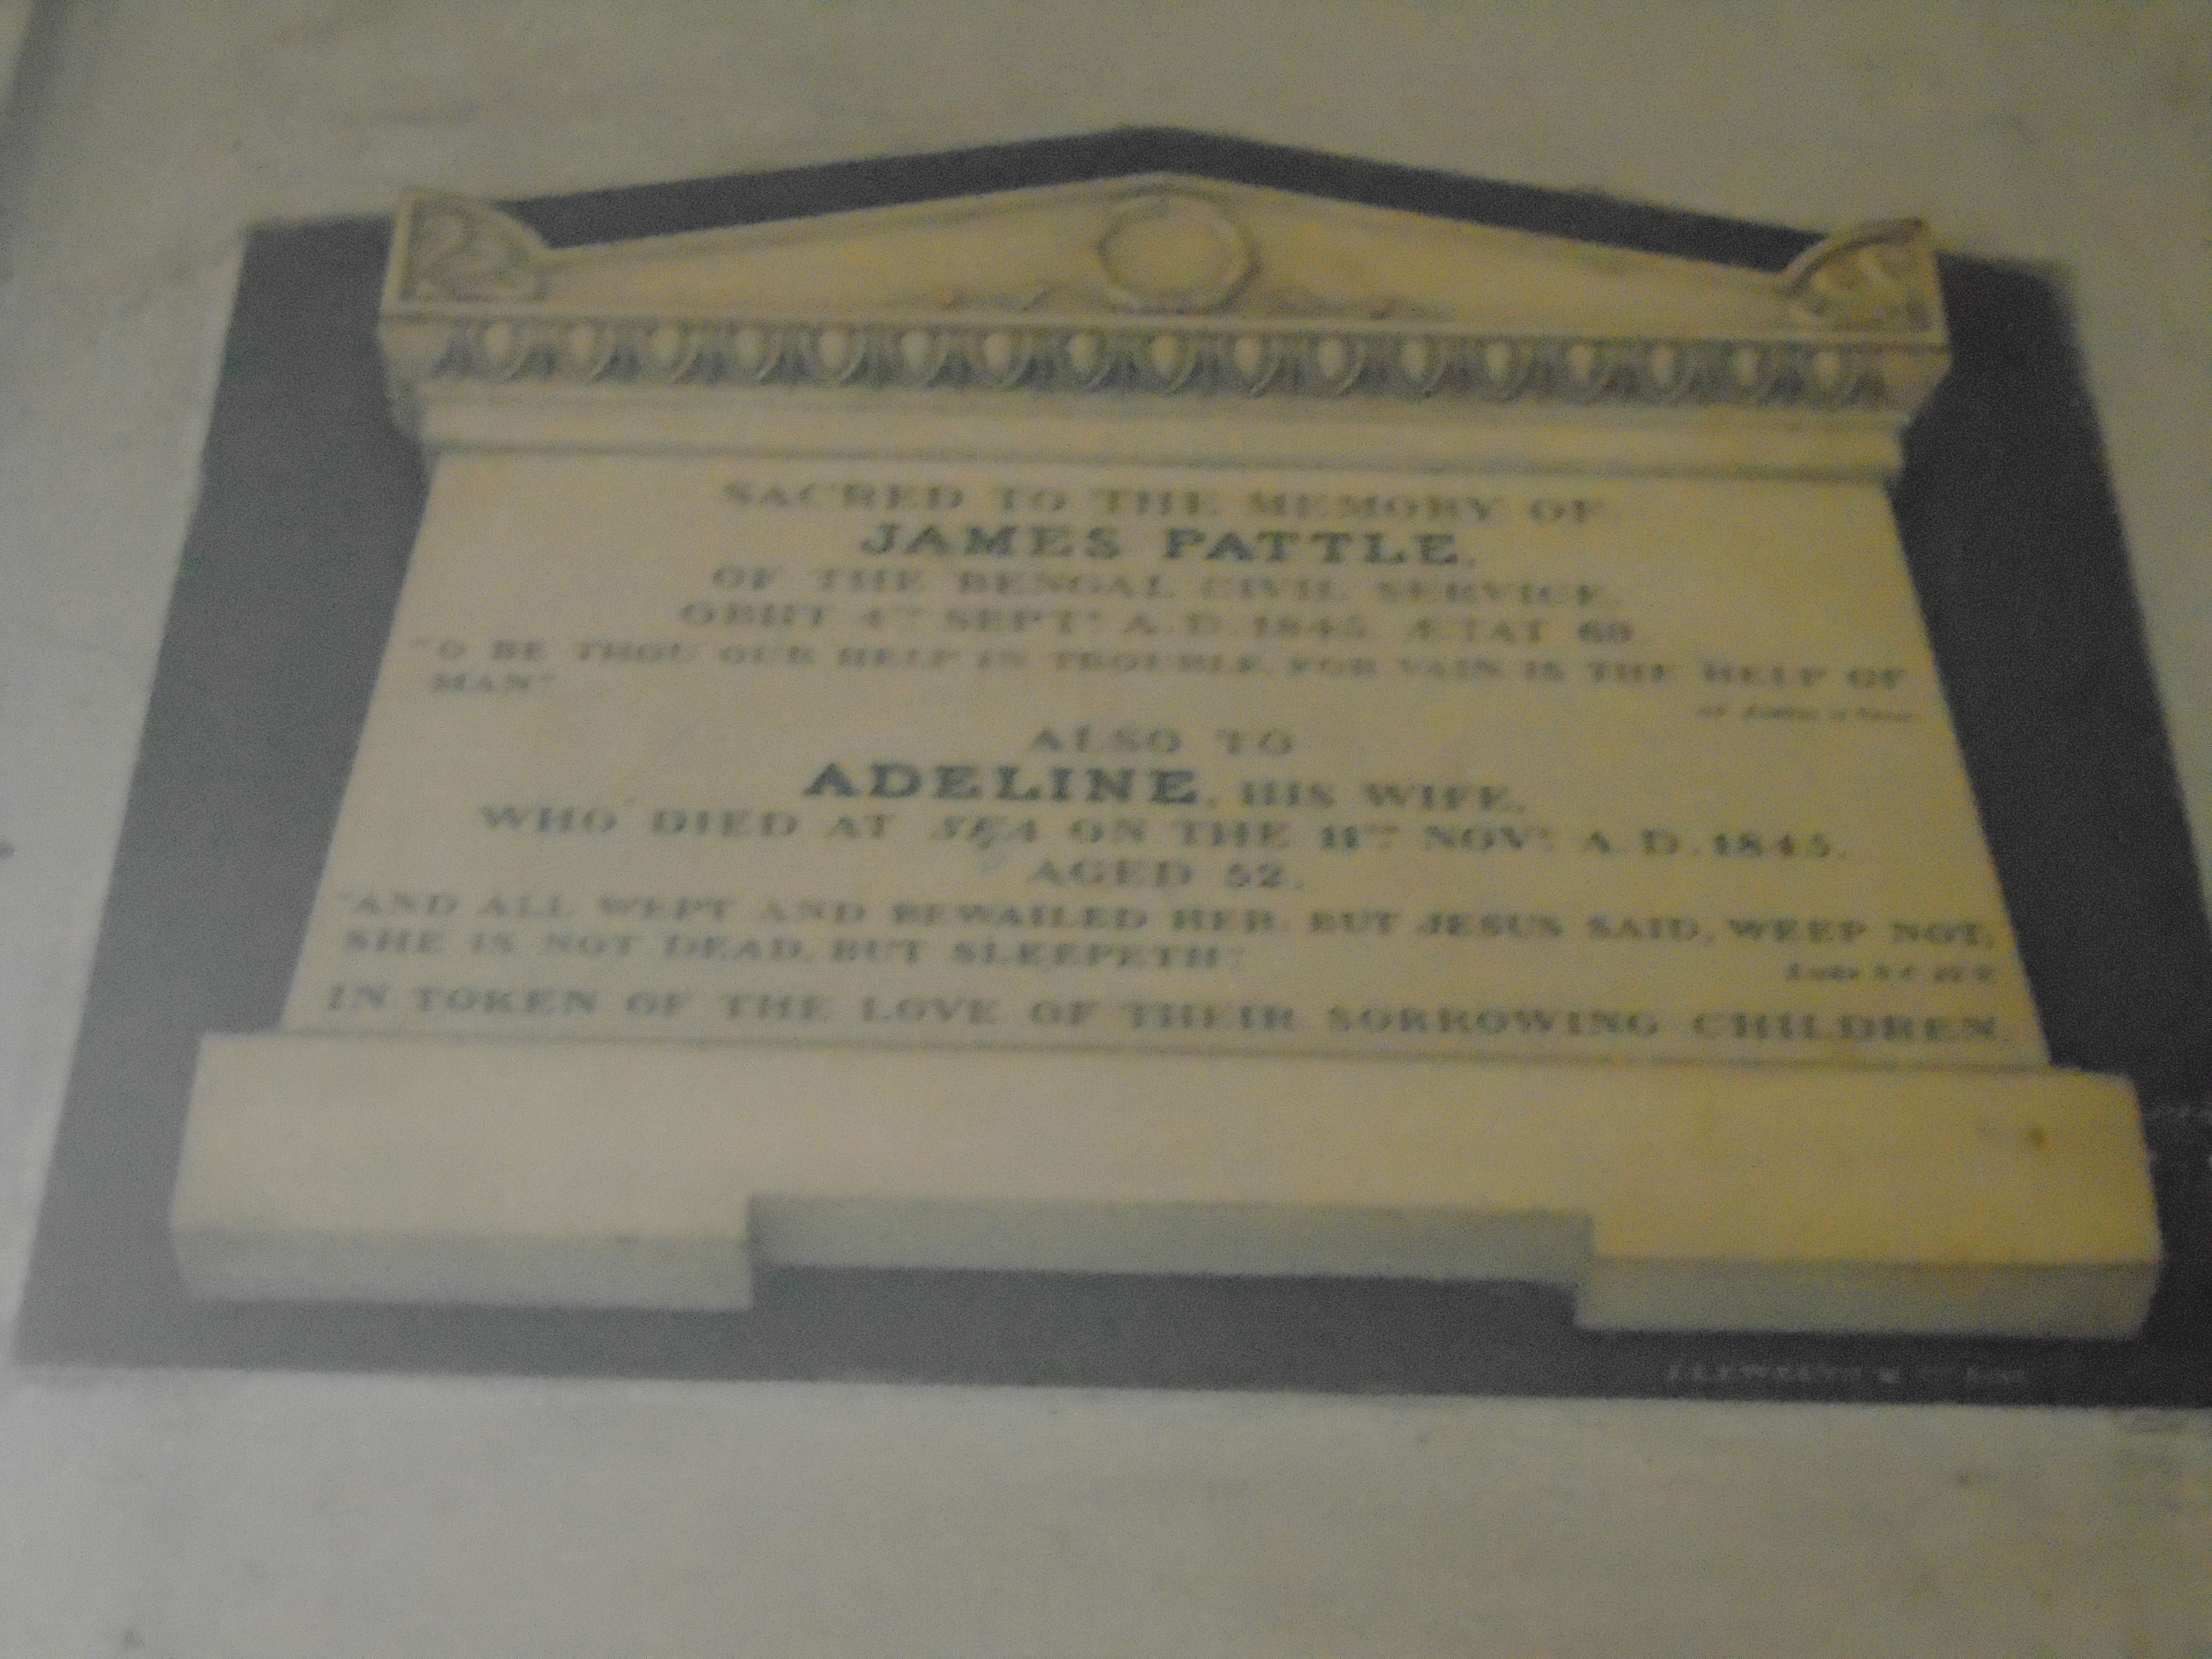 SACRED TO THE MEMORY OF
JAMES PATTLE,
OF THE BENGAL CIVIL SERVICE,
OBIIT 4TH SEPTR A.D. 1845. ÆTAT 69.
"O BE THOU OUR HELP IN TROUBLE, FOR VAIN IS THE HELP OF
MAN"
ALSO TO
ADELINE, HIS WIFE,
WHO DIED AT SEA ON THE 11TH NOVR A.D. 1845.
AGED 52.
"AND ALL WEPT AND BEWAILED HER: BUT JESUS SAID, WEEP NOT;
SHE IS NOT DEAD, BUT SLEEPETH"
Luke
IN TOKEN OF THE LOVE OF THEIR SORROWING CHILDREN.